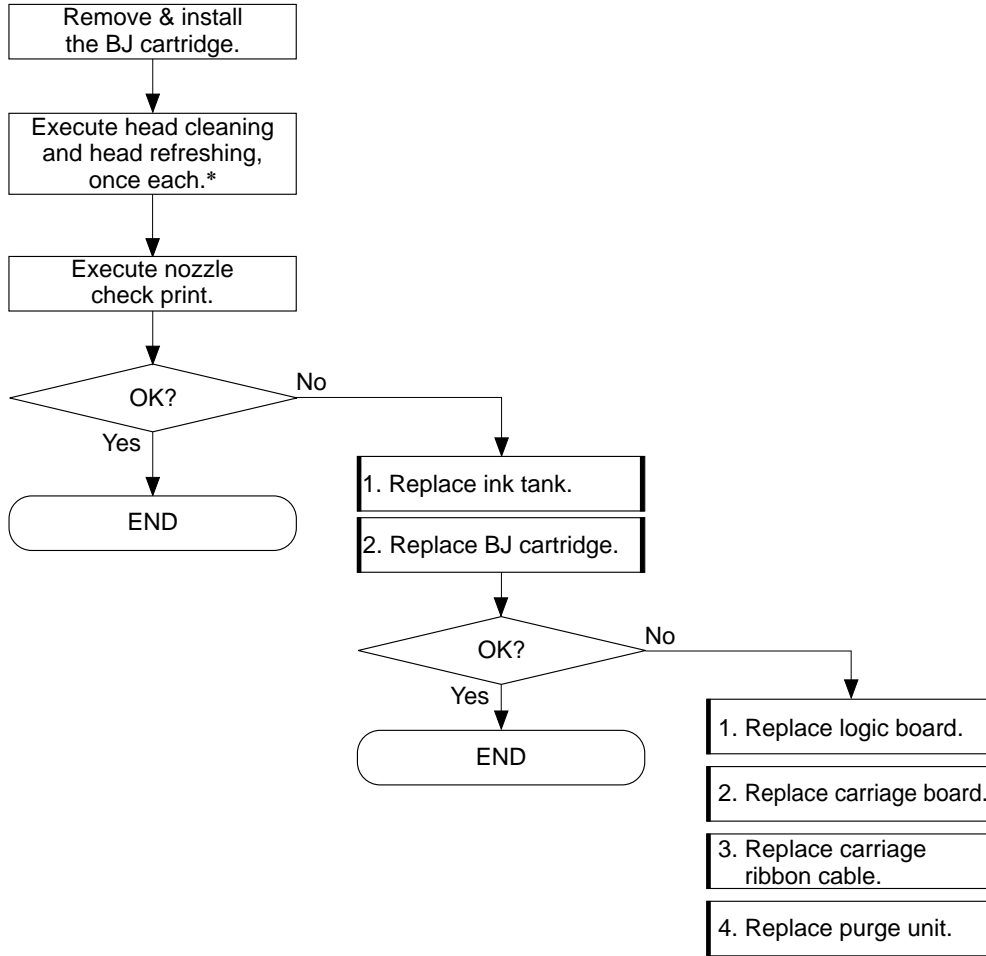 Remove & install
the BJ cartridge.
Execute head cleaning
and head refreshing,
once each.*
Execute nozzle
check print.
OK?
No
Yes
END
1. Replace ink tank.
2. Replace BJ cartridge.
OK?
No
Yes
END
1. Replace logic board.
2. Replace carriage board.
3. Replace carriage
ribbon cable.
4. Replace purge unit.